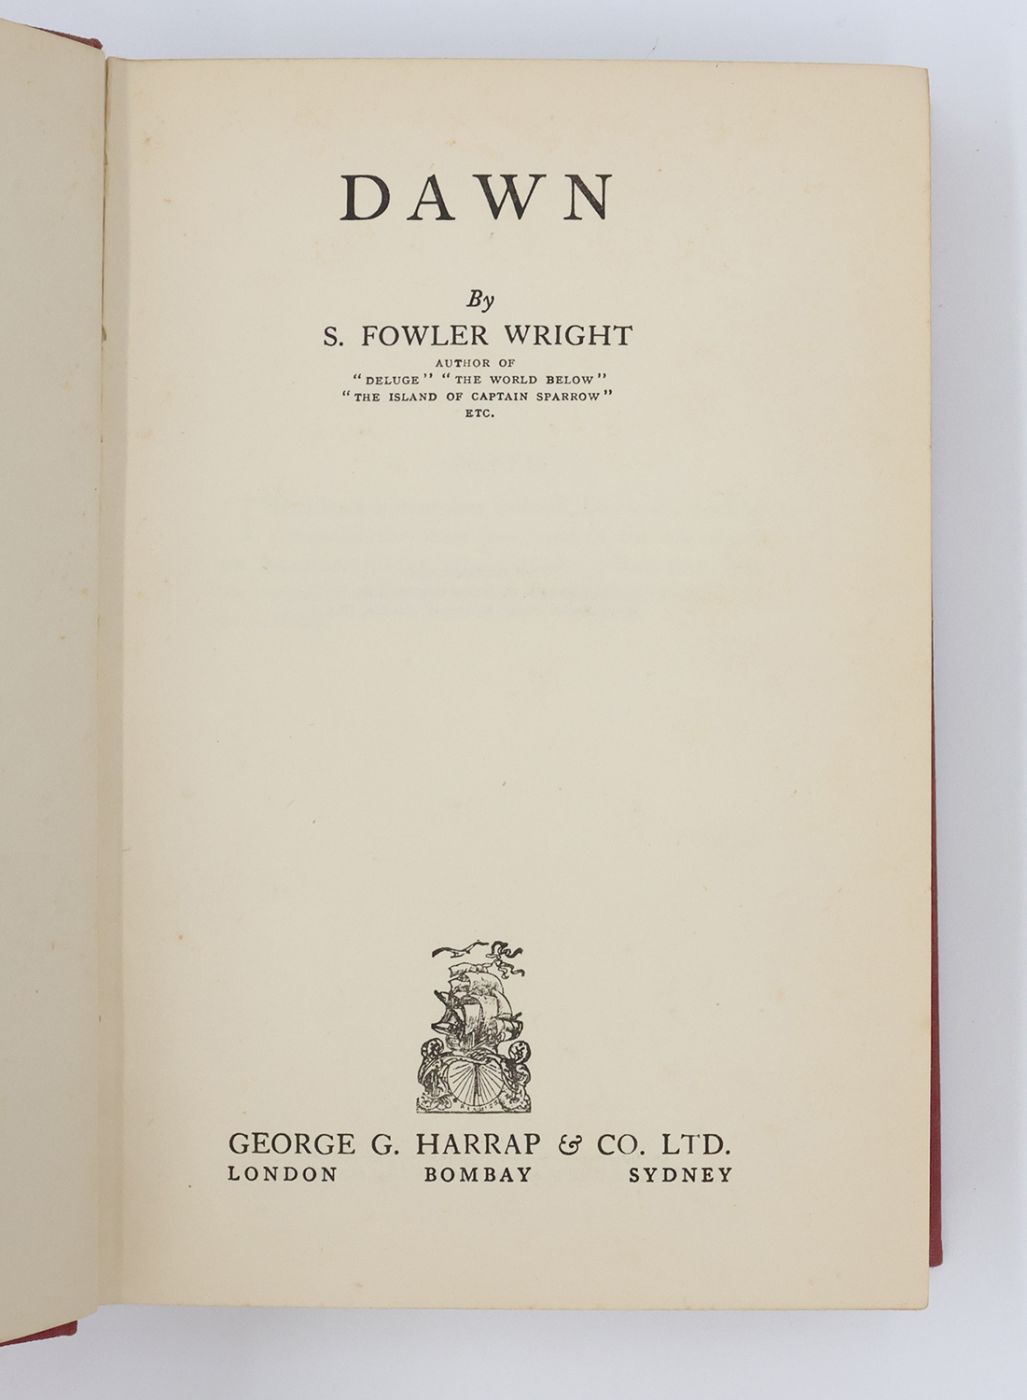 DAWN
By
S. FOWLER WRIGHT
AUTHOR OF
“DELUGE” “THE WORLD BELOW”
“THE ISLAND OF CAPTAIN SPARROW”
ETC.
GEORGE G. HARRAP & CO. LTD.
LONDON BOMBAY SYDNEY